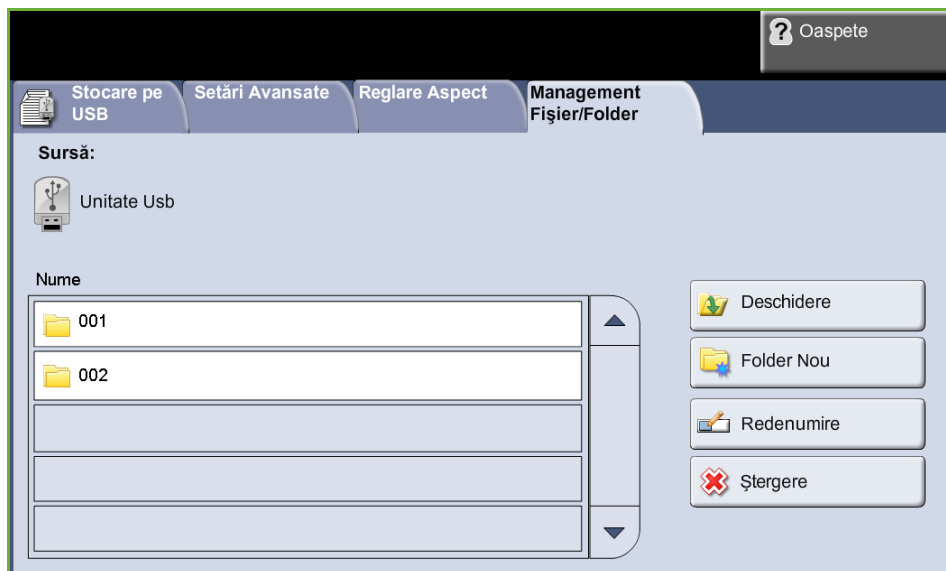 Oaspete
Stocare pe
USB
Setări Avansate
Reglare Aspect
Management
Fişier/Folder
Sursă:
Unitate Usb
Nume
001
002
Deschidere
Folder Nou
Redenumire
Ştergere